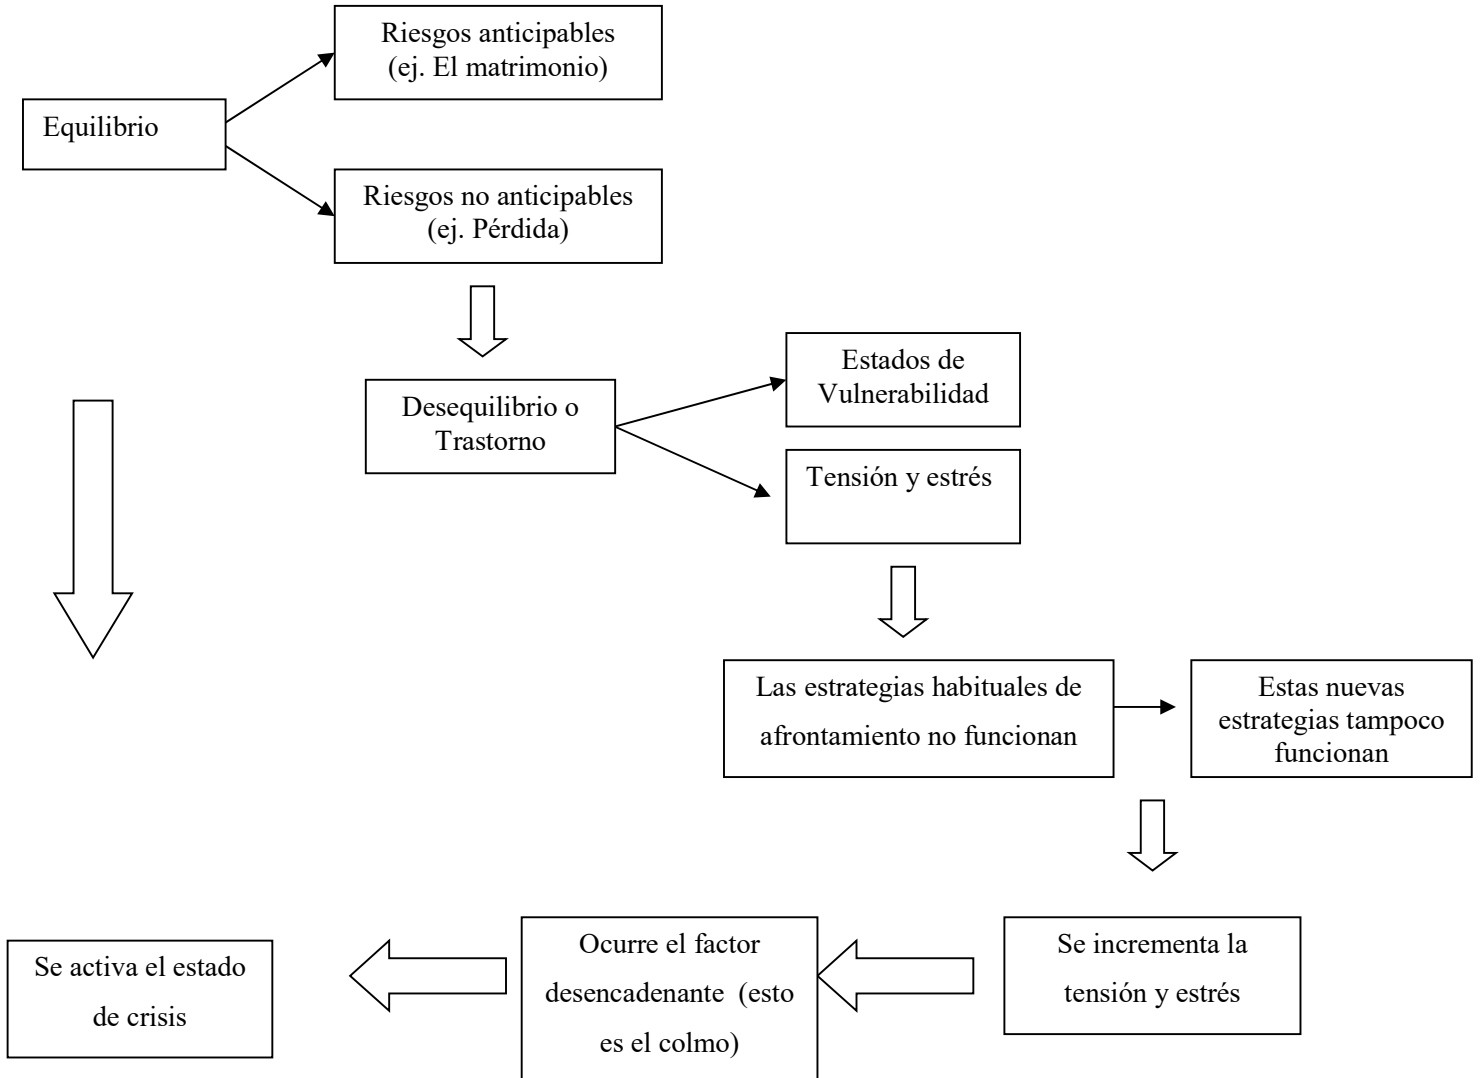 Riesgos anticipables
(ej. El matrimonio)
Equilibrio
Riesgos no anticipables
(ej. Pérdida)
Estados de
Vulnerabilidad
Desequilibrio o
Trastorno
Tensión y estrés
Las estrategias habituales de
afrontamiento no funcionan
Estas nuevas
estrategias tampoco
funcionan
Se incrementa la
tensión y estrés
Ocurre el factor
desencadenante (esto
es el colmo)
Se activa el estado
de crisis